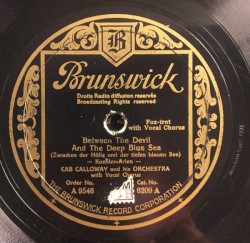 B
Brunswick
Droits Radio diffusion reservés
Broadcasting Rights reserved
Fox-trot
with Vocal Chorus
Between The Devil
And The Deep Blue Sea
(Zwischen der Hölle und der tiefen blauen See)
CAB CALLOWAY and his ORCHESTRA
with Vocal Chorus
Order No.
Cat. No.
A 9548
6209 A
THE BRUNSWICK RECORD CORPORATION